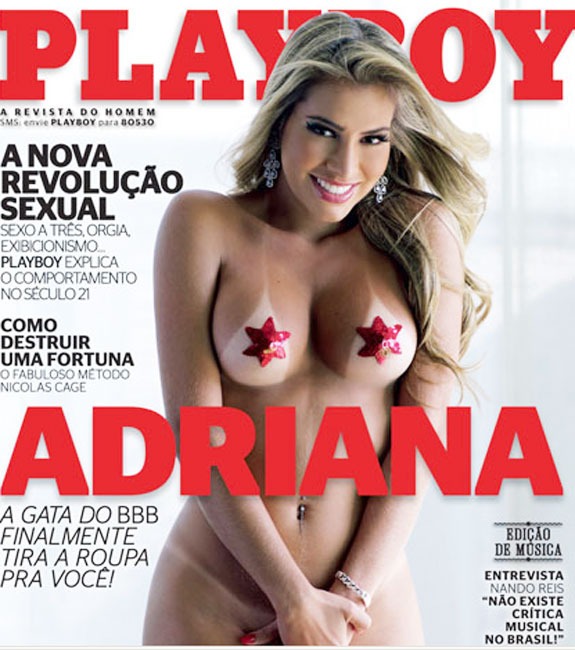 PLAYBOY
A REVISTA DO HOMEM
SMS: envie PLAYBOY para 80530
A NOVA
REVOLUÇÃO
SEXUAL
SEXO A TRÊS, ORGIA,
EXIBICIONISMO...
PLAYBOY EXPLICA
O COMPORTAMENTO
NO SÉCULO 21
COMO
DESTRUIR
UMA FORTUNA
O FABULOSO MÉTODO
NICOLAS CAGE
ADRIANA
A GATA DO BBB
FINALMENTE
TIRA A ROUPA
PRA VOCÊ!
EDIÇÃO
DE MÚSICA
ENTREVISTA
NANDO REIS
“NÃO EXISTE
CRÍTICA
MUSICAL
NO BRASIL!”